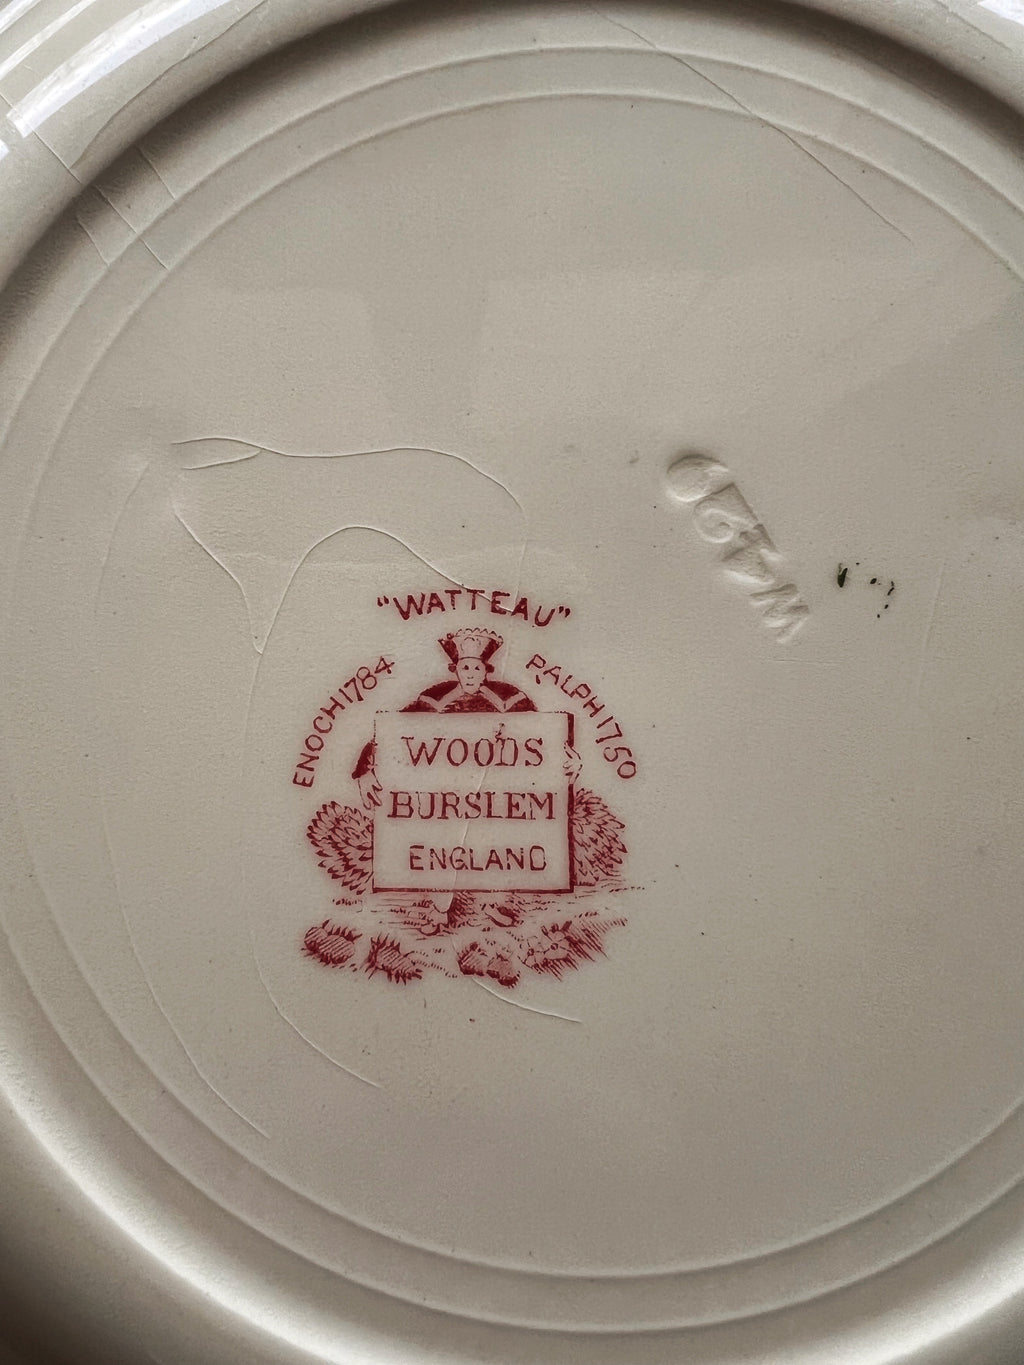 "WATTEAU"
ENOCH 1784
RALPH 1750
WOODS
BURSLEM
ENGLAND